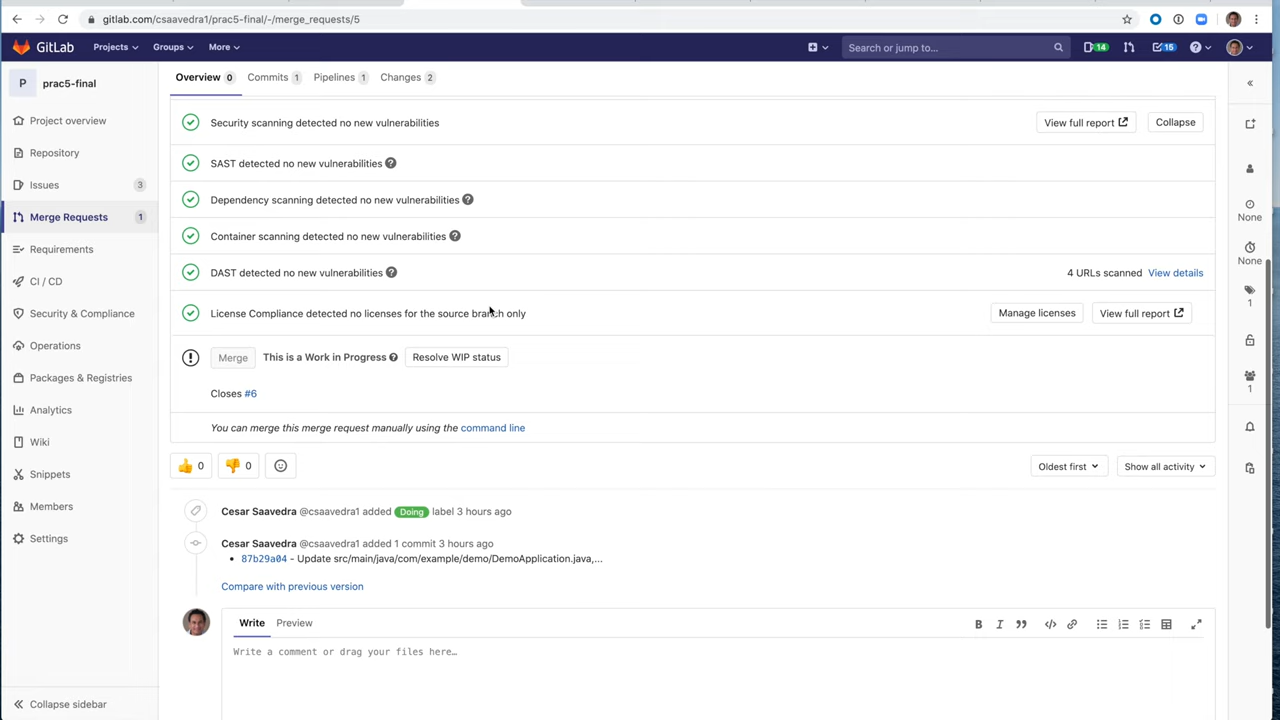 gitlab.com/csaavedra1/prac5-final/-/merge_requests/5
GitLab Projects Groups More Search or jump to... 14 15
P prac5-final
Project overview
Repository
Issues 3
Merge Requests 1
Requirements
CI / CD
Security & Compliance
Operations
Packages & Registries
Analytics
Wiki
Snippets
Members
Settings
Collapse sidebar
Overview 0 Commits 1 Pipelines 1 Changes 2
Security scanning detected no new vulnerabilities View full report Collapse
SAST detected no new vulnerabilities ?
Dependency scanning detected no new vulnerabilities ?
Container scanning detected no new vulnerabilities ?
DAST detected no new vulnerabilities ? 4 URLs scanned View details
License Compliance detected no licenses for the source branch only Manage licenses View full report
Merge This is a Work in Progress ? Resolve WIP status
Closes #6
You can merge this merge request manually using the command line
👍 0 👎 0 Oldest first Show all activity
Cesar Saavedra @csaavedra1 added Doing label 3 hours ago
Cesar Saavedra @csaavedra1 added 1 commit 3 hours ago
• 87b29a04 - Update src/main/java/com/example/demo/DemoApplication.java,...
Compare with previous version
Write Preview B I
Write a comment or drag your files here…
None
None
1
1